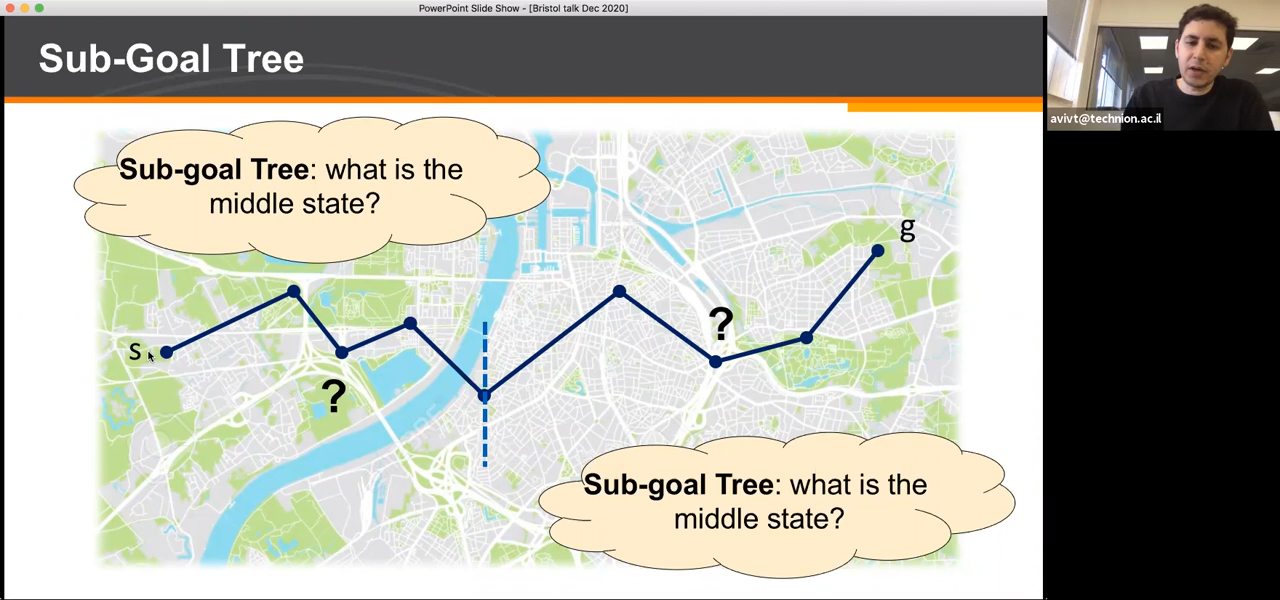 PowerPoint Slide Show - [Bristol talk Dec 2020]
Sub-Goal Tree
avivt@technion.ac.il
Sub-goal Tree: what is the
middle state?
g
?
s
?
Sub-goal Tree: what is the
middle state?